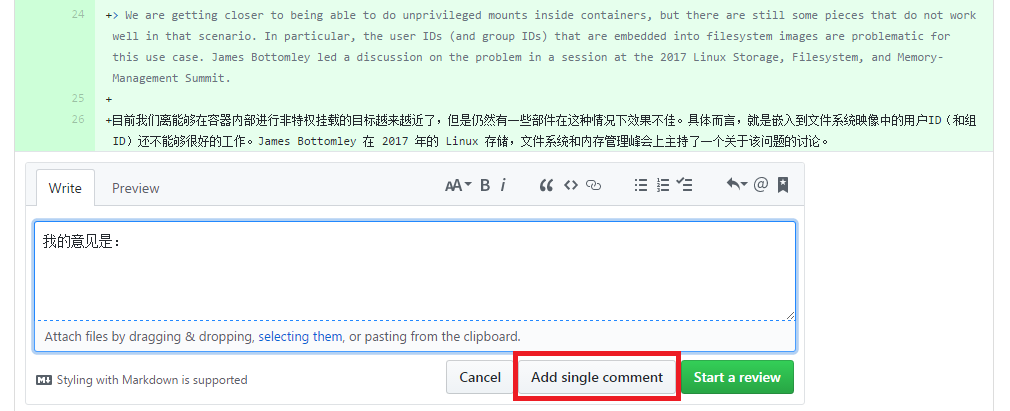 24 +> We are getting closer to being able to do unprivileged mounts inside containers, but there are still some pieces that do not work
well in that scenario. In particular, the user IDs (and group IDs) that are embedded into filesystem images are problematic for
this use case. James Bottomley led a discussion on the problem in a session at the 2017 Linux Storage, Filesystem, and Memory-
Management Summit.
25 +
26 +目前我们离能够在容器内部进行非特权挂载的目标越来越近了，但是仍然有一些部件在这种情况下效果不佳。具体而言，就是嵌入到文件系统映像中的用户ID（和组
ID）还不能够很好的工作。James Bottomley 在 2017 年的 Linux 存储，文件系统和内存管理峰会上主持了一个关于该问题的讨论。
Write Preview AA B i
我的意见是：
Attach files by dragging & dropping, selecting them, or pasting from the clipboard.
Styling with Markdown is supported Cancel Add single comment Start a review